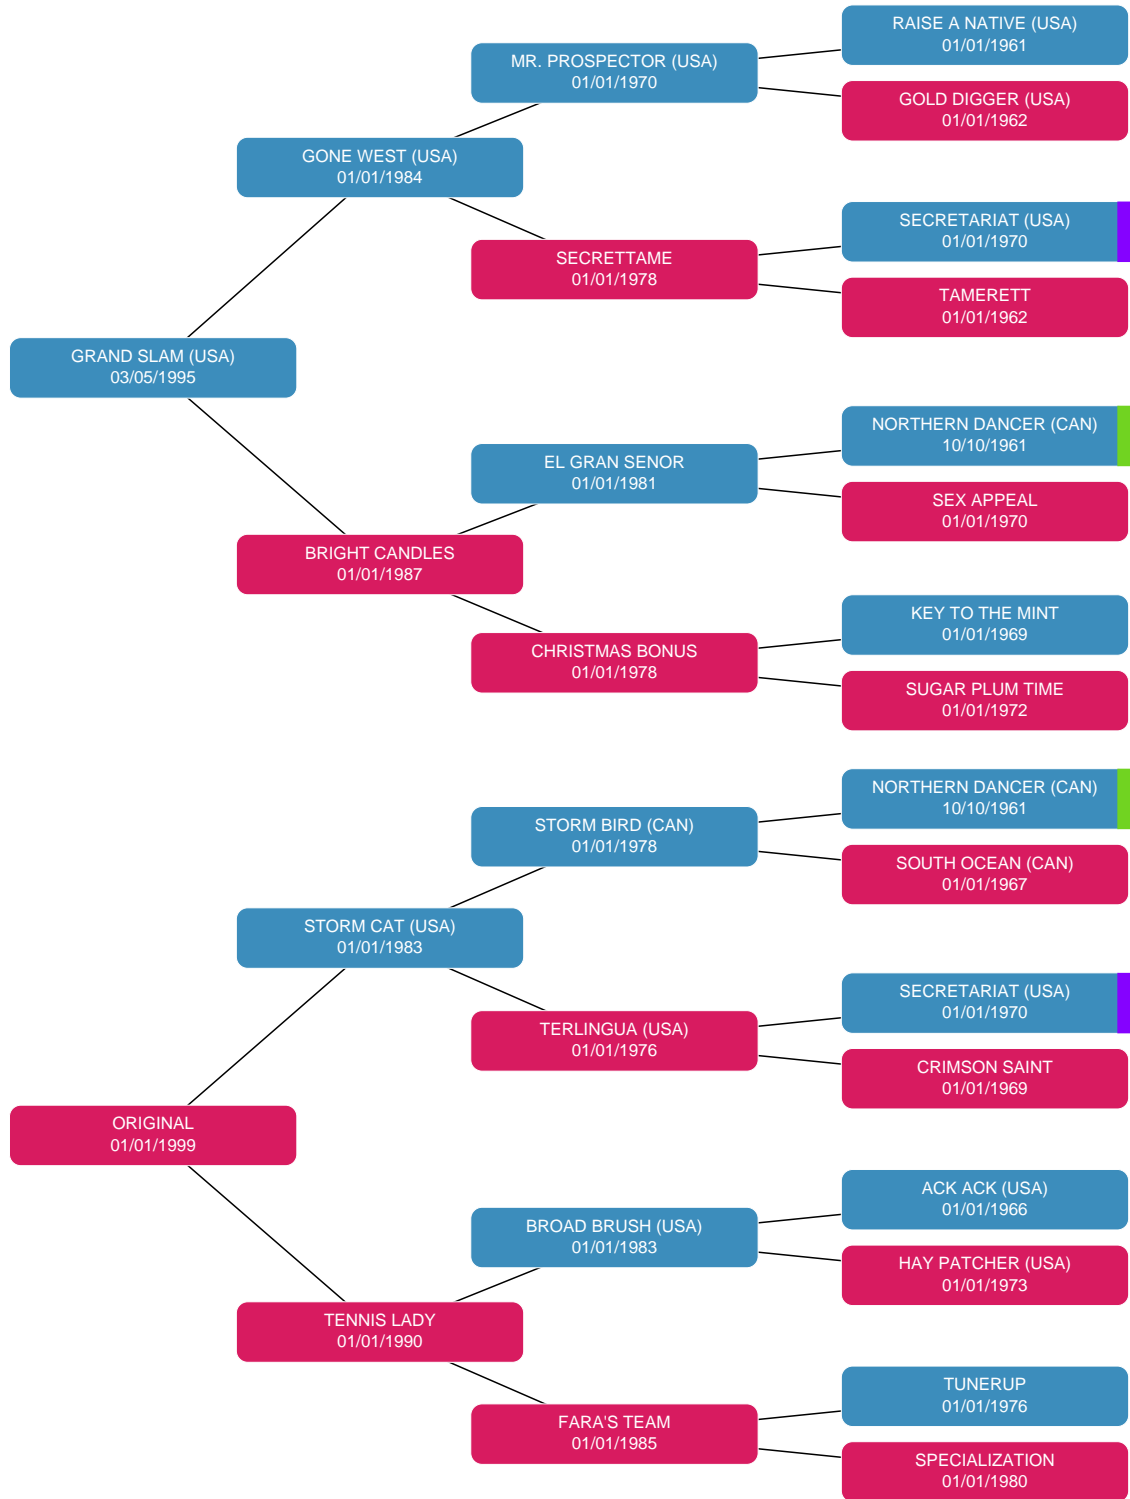 RAISE A NATIVE (USA)
01/01/1961
MR. PROSPECTOR (USA)
01/01/1970
GOLD DIGGER (USA)
01/01/1962
GONE WEST (USA)
01/01/1984
SECRETARIAT (USA)
01/01/1970
SECRETTAME
01/01/1978
TAMERETT
01/01/1962
GRAND SLAM (USA)
03/05/1995
NORTHERN DANCER (CAN)
10/10/1961
EL GRAN SENOR
01/01/1981
SEX APPEAL
01/01/1970
BRIGHT CANDLES
01/01/1987
KEY TO THE MINT
01/01/1969
CHRISTMAS BONUS
01/01/1978
SUGAR PLUM TIME
01/01/1972
NORTHERN DANCER (CAN)
10/10/1961
STORM BIRD (CAN)
01/01/1978
SOUTH OCEAN (CAN)
01/01/1967
STORM CAT (USA)
01/01/1983
SECRETARIAT (USA)
01/01/1970
TERLINGUA (USA)
01/01/1976
CRIMSON SAINT
01/01/1969
ORIGINAL
01/01/1999
ACK ACK (USA)
01/01/1966
BROAD BRUSH (USA)
01/01/1983
HAY PATCHER (USA)
01/01/1973
TENNIS LADY
01/01/1990
TUNERUP
01/01/1976
FARA'S TEAM
01/01/1985
SPECIALIZATION
01/01/1980